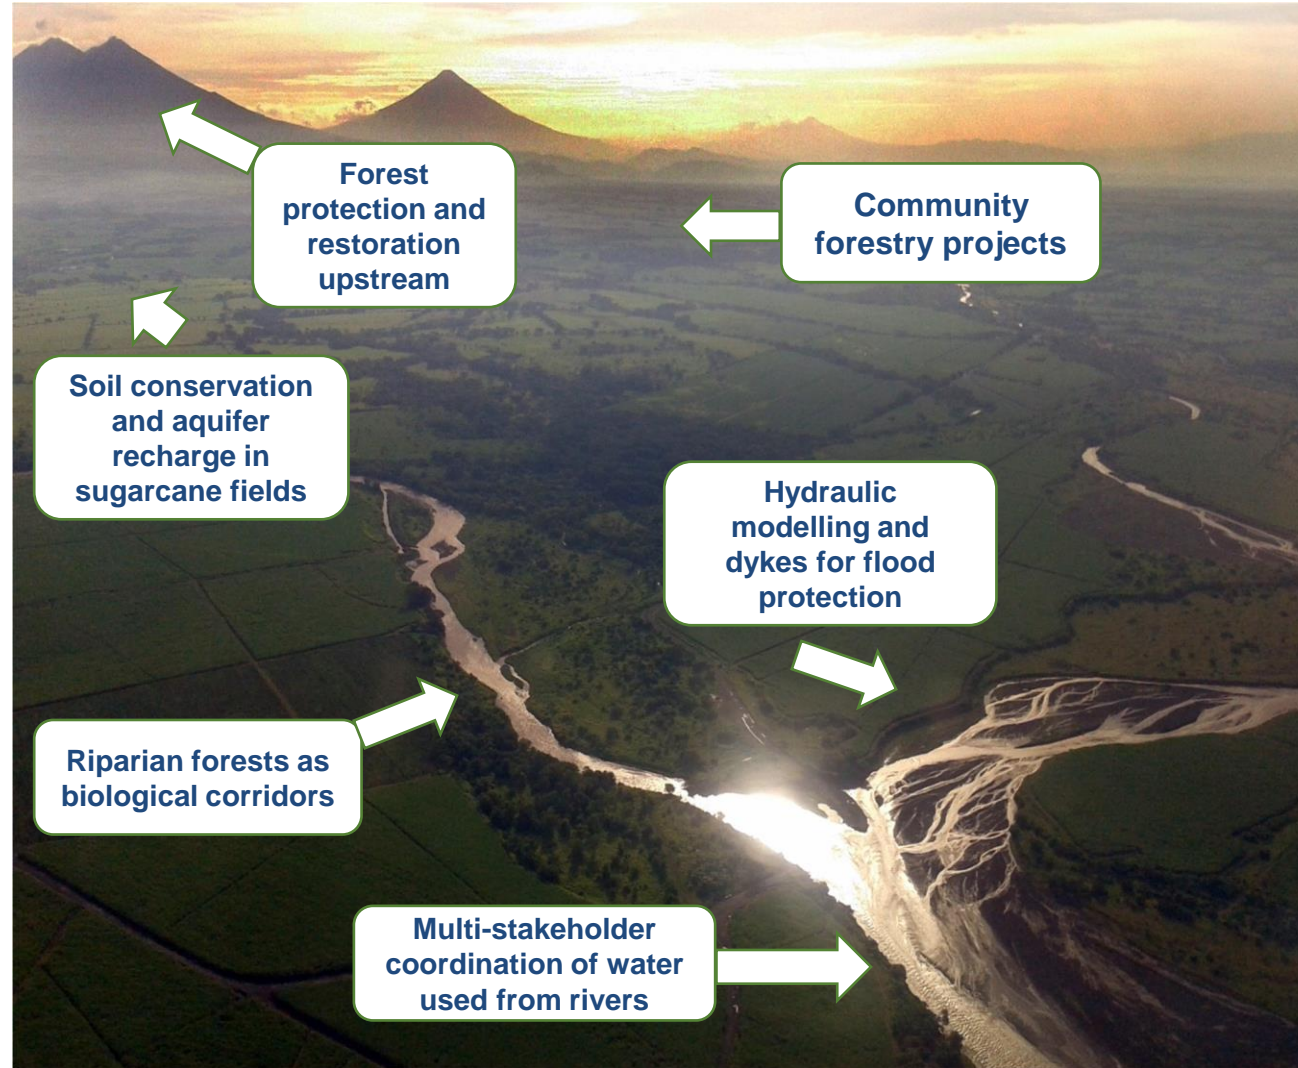 Forest
protection and
restoration
upstream
Community
forestry projects
Soil conservation
and aquifer
recharge in
sugarcane fields
Hydraulic
modelling and
dykes for flood
protection
Riparian forests as
biological corridors
Multi-stakeholder
coordination of water
used from rivers